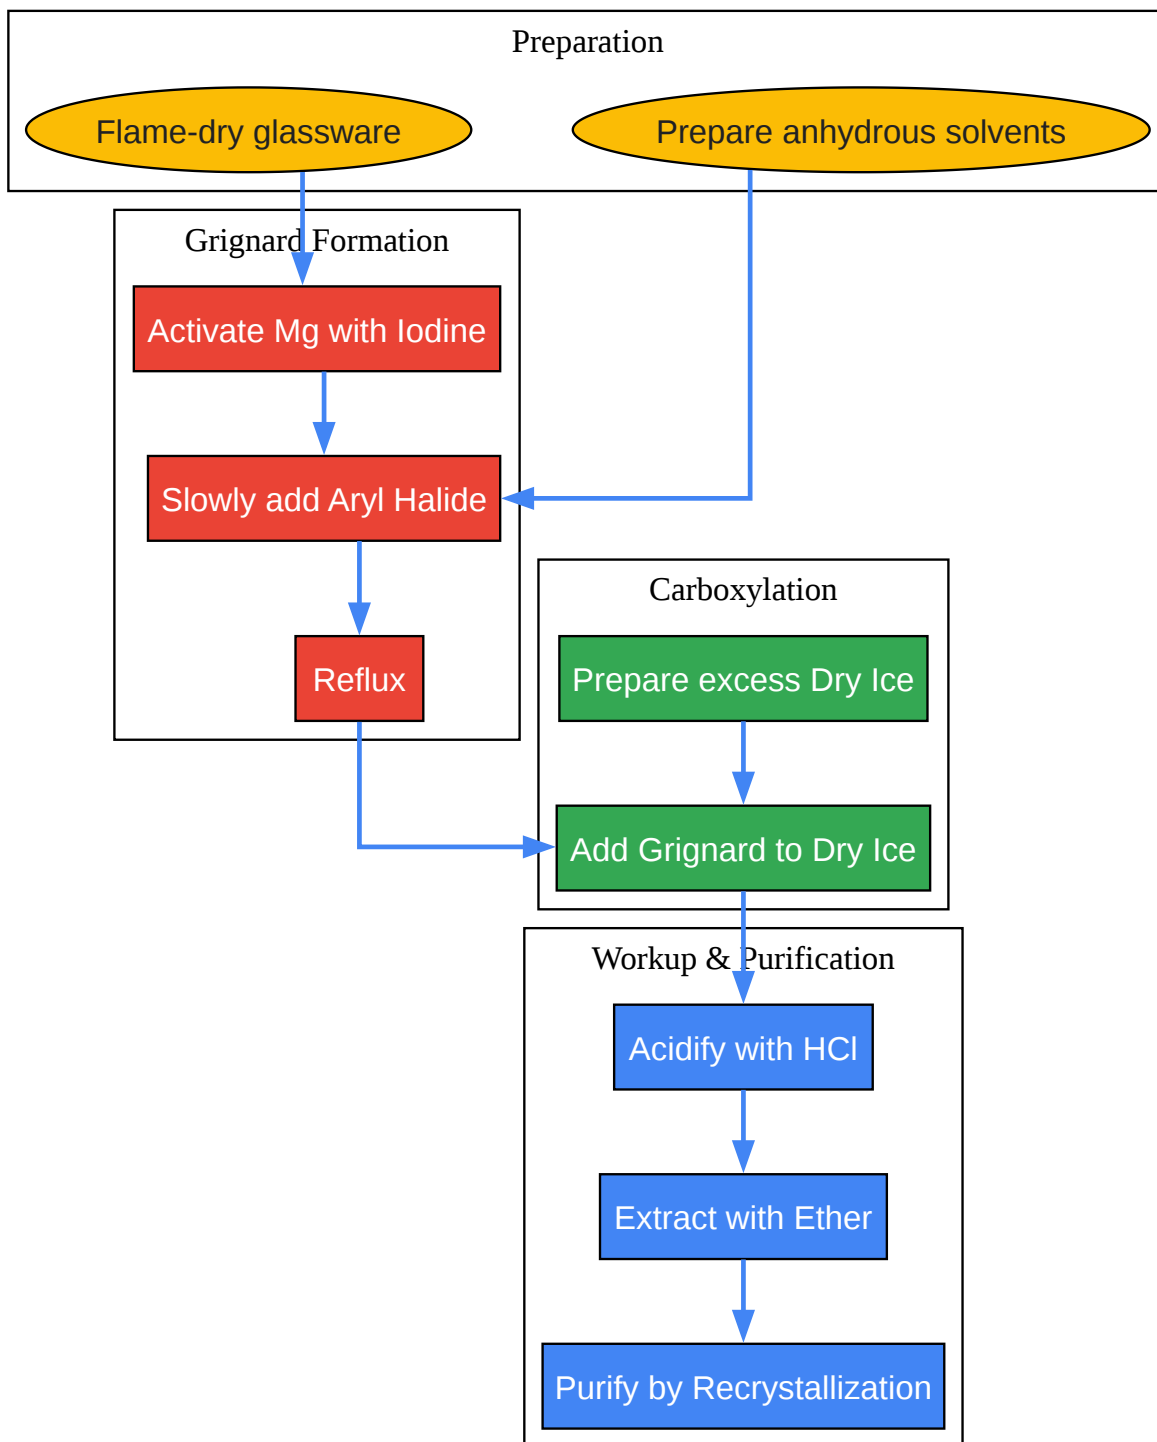 Preparation
Flame-dry glassware
Prepare anhydrous solvents
Grignard Formation
Activate Mg with Iodine
Slowly add Aryl Halide
Reflux
Carboxylation
Prepare excess Dry Ice
Add Grignard to Dry Ice
Workup & Purification
Acidify with HCl
Extract with Ether
Purify by Recrystallization